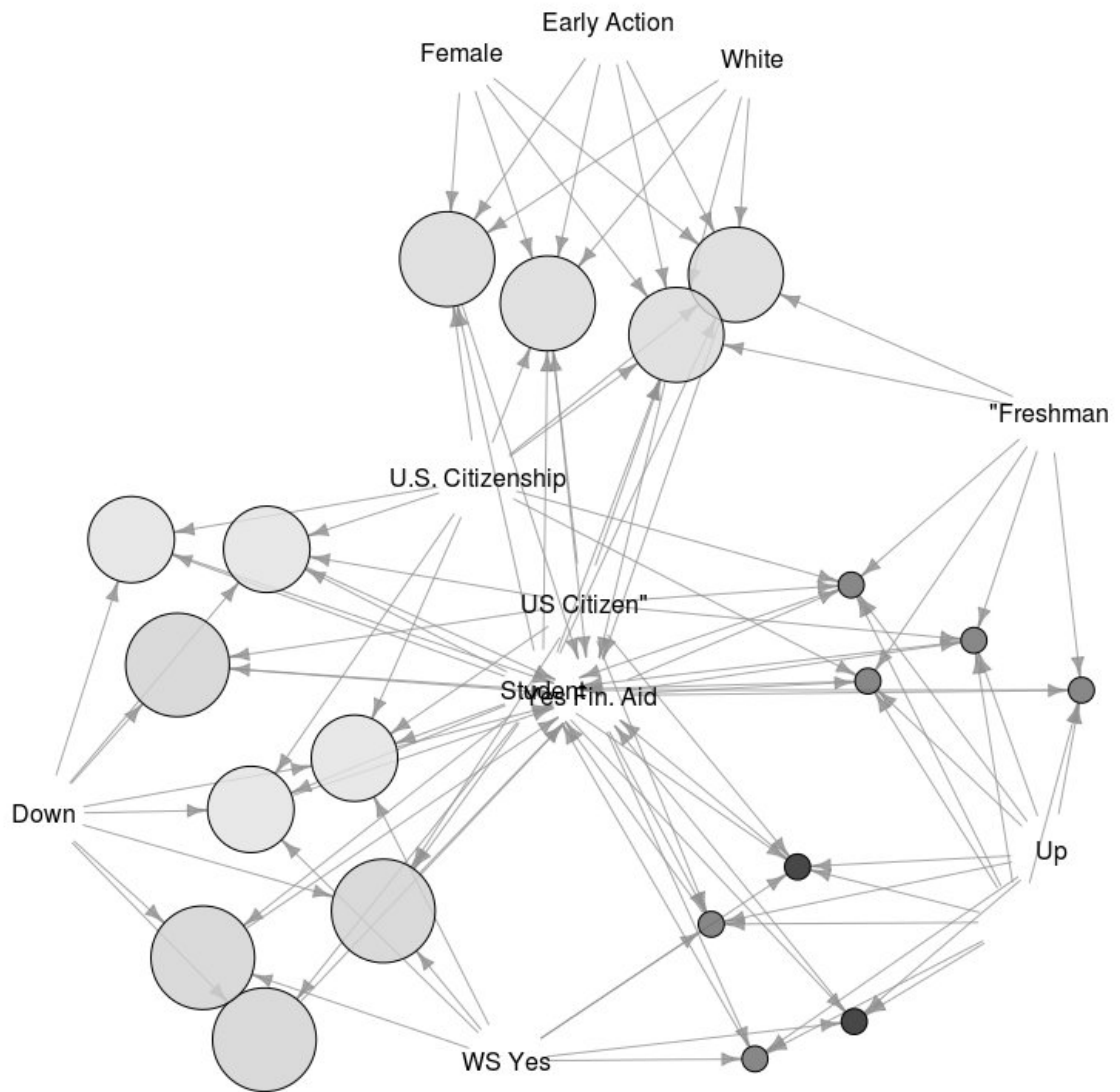 Early Action
Female
White
"Freshman
U.S. Citizenship
US Citizen"
Student
Yes Fin. Aid
Down
Up
WS Yes